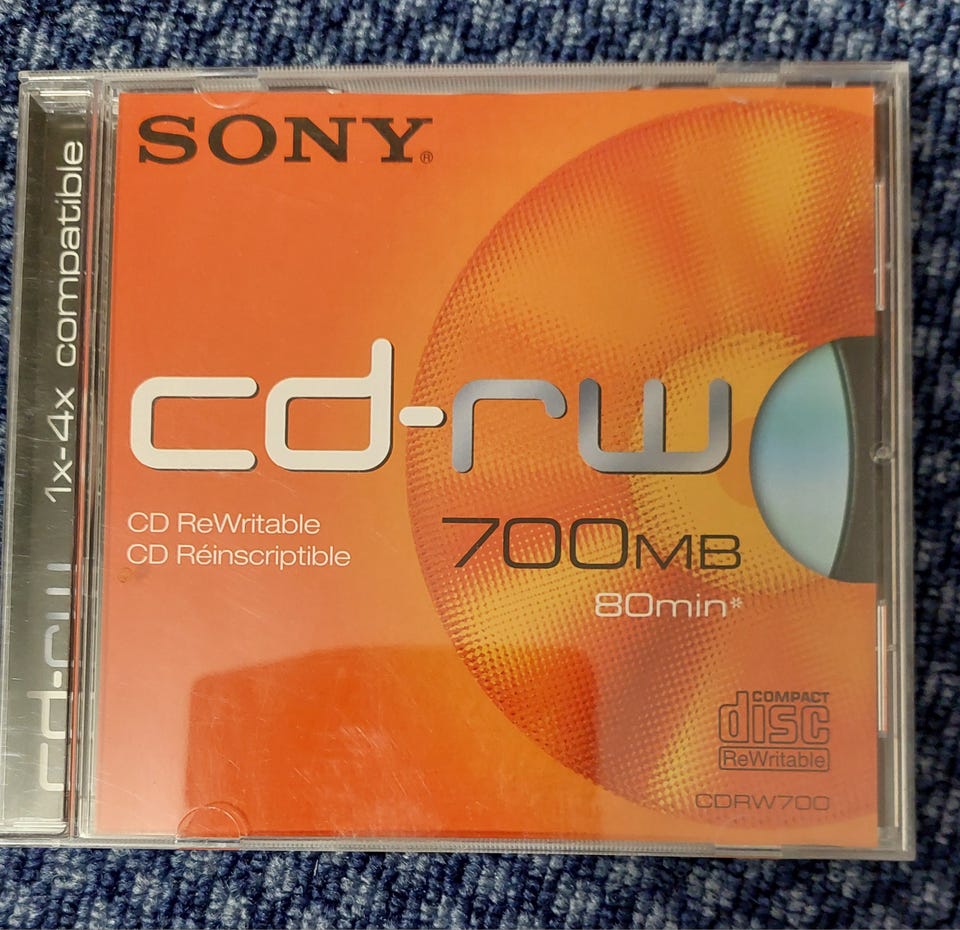 SONY®
cd-rw
CD ReWritable
CD Réinscriptible
700MB
80min*
COMPACT
disc
ReWritable
CDRW700
cd-rw 1x-4x compatible